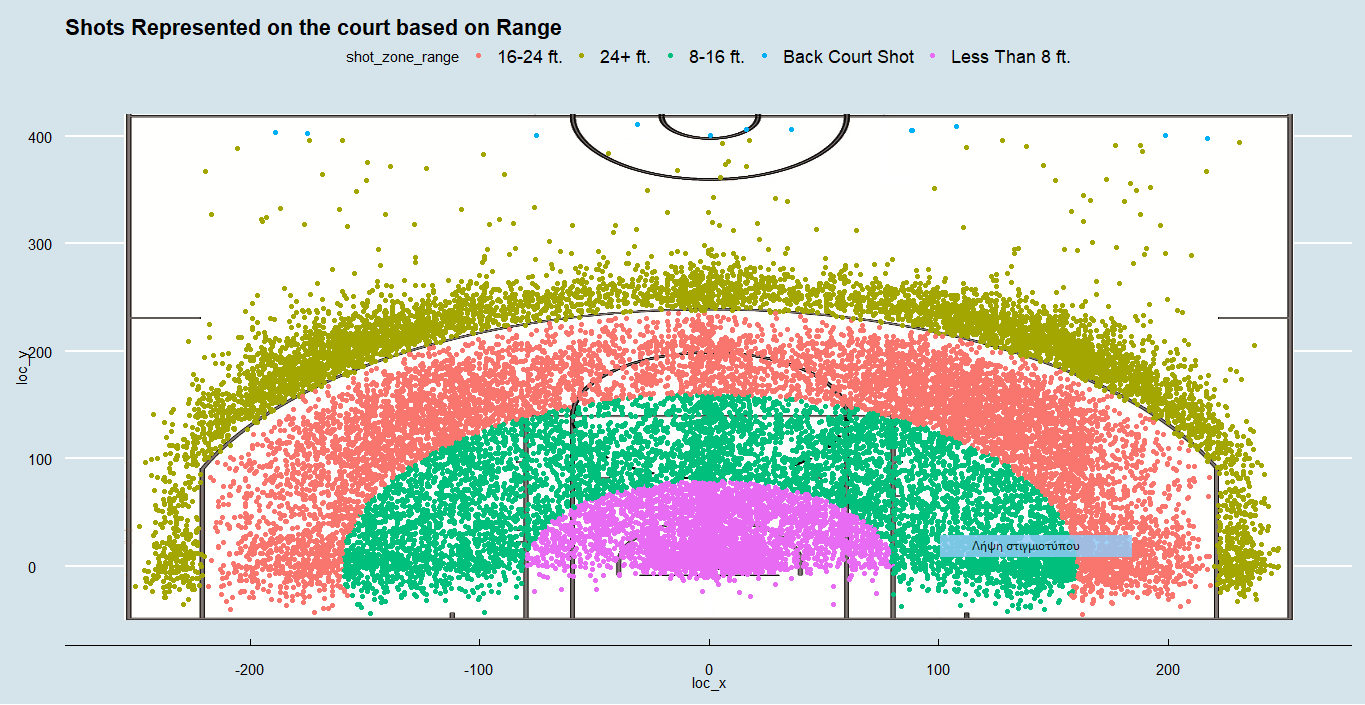 Shots Represented on the court based on Range
shot_zone_range 16-24 ft. 24+ ft. 8-16 ft. Back Court Shot Less Than 8 ft.
400
300
200
loc_y
100
Λήψη στιγμιοτύπου
0
-200 -100 0 100 200
loc_x